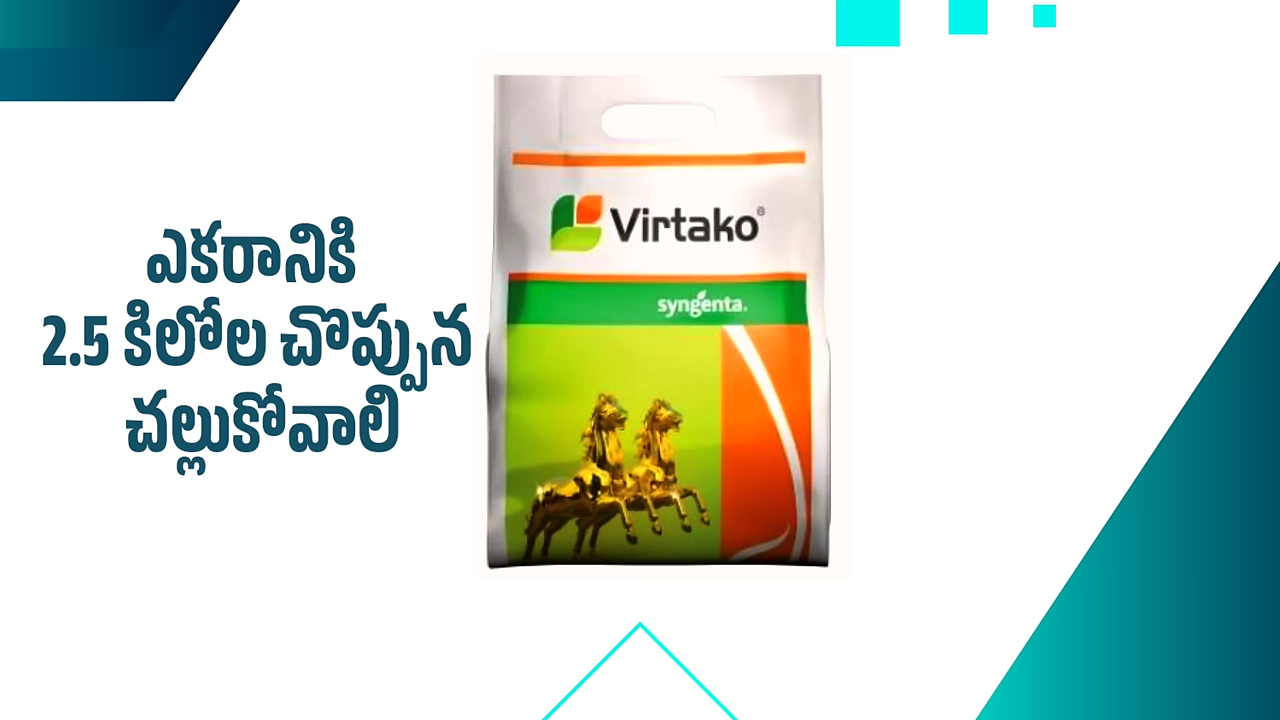 ఎకరానికి
2.5 కిలోల చొప్పున
చల్లుకోవాలి
Virtako®
syngenta.